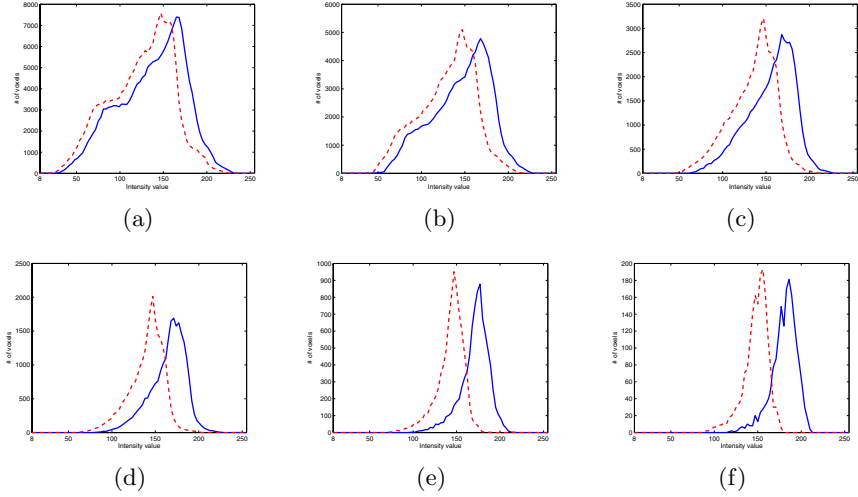 8000
7000
6000
5000
4000
3000
2000
1000
0
# of voxels
8 50 100 150 200 250
Intensity value
(a)
6000
5000
4000
3000
2000
1000
0
# of voxels
8 50 100 150 200 250
Intensity value
(b)
3500
3000
2500
2000
1500
1000
500
0
# of voxels
8 50 100 150 200 250
Intensity value
(c)
2500
2000
1500
1000
500
0
# of voxels
8 50 100 150 200 250
Intensity value
(d)
1000
900
800
700
600
500
400
300
200
100
0
# of voxels
8 50 100 150 200 250
Intensity value
(e)
200
180
160
140
120
100
80
60
40
20
0
# of voxels
8 50 100 150 200 250
Intensity value
(f)